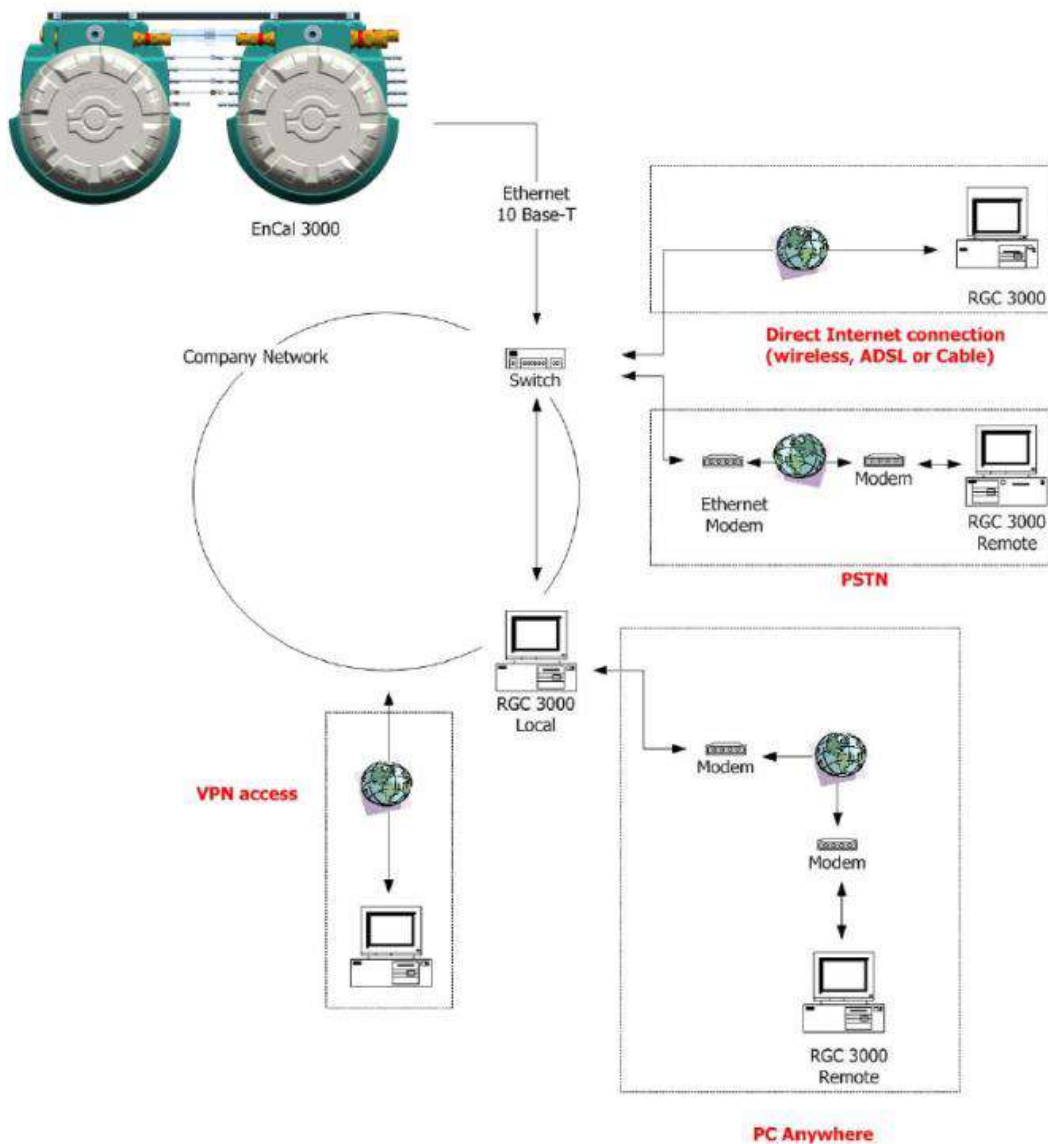 EnCal 3000
Ethernet
10 Base-T
RGC 3000
Direct Internet connection
(wireless, ADSL or Cable)
Company Network
Switch
Ethernet
Modem
Modem
RGC 3000
Remote
PSTN
RGC 3000
Local
VPN access
Modem
Modem
RGC 3000
Remote
PC Anywhere